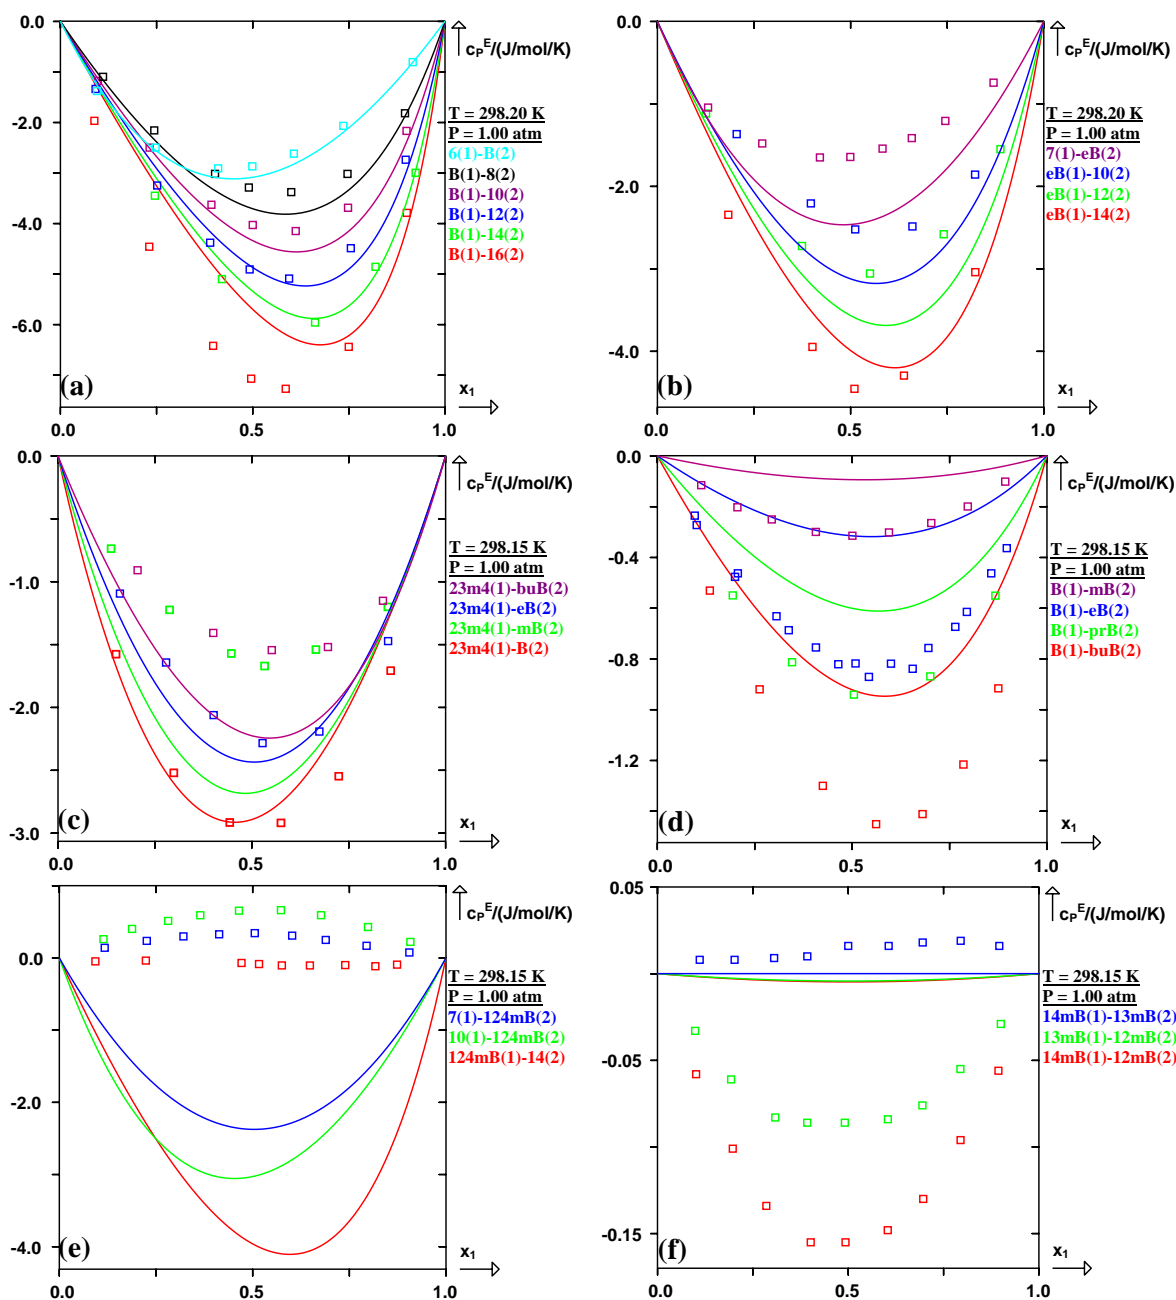 0.0
-2.0
-4.0
-6.0
cPE/(J/mol/K)
T = 298.20 K
P = 1.00 atm
6(1)-B(2)
B(1)-8(2)
B(1)-10(2)
B(1)-12(2)
B(1)-14(2)
B(1)-16(2)
(a)
x1
0.0 0.5 1.0
0.0
-2.0
-4.0
cPE/(J/mol/K)
T = 298.20 K
P = 1.00 atm
7(1)-eB(2)
eB(1)-10(2)
eB(1)-12(2)
eB(1)-14(2)
(b)
x1
0.0 0.5 1.0
0.0
-1.0
-2.0
-3.0
cPE/(J/mol/K)
T = 298.15 K
P = 1.00 atm
23m4(1)-buB(2)
23m4(1)-eB(2)
23m4(1)-mB(2)
23m4(1)-B(2)
(c)
x1
0.0 0.5 1.0
0.0
-0.4
-0.8
-1.2
cPE/(J/mol/K)
T = 298.15 K
P = 1.00 atm
B(1)-mB(2)
B(1)-eB(2)
B(1)-prB(2)
B(1)-buB(2)
(d)
x1
0.0 0.5 1.0
0.0
-2.0
-4.0
cPE/(J/mol/K)
T = 298.15 K
P = 1.00 atm
7(1)-124mB(2)
10(1)-124mB(2)
124mB(1)-14(2)
(e)
x1
0.0 0.5 1.0
0.05
-0.05
-0.15
cPE/(J/mol/K)
T = 298.15 K
P = 1.00 atm
14mB(1)-13mB(2)
13mB(1)-12mB(2)
14mB(1)-12mB(2)
(f)
x1
0.0 0.5 1.0